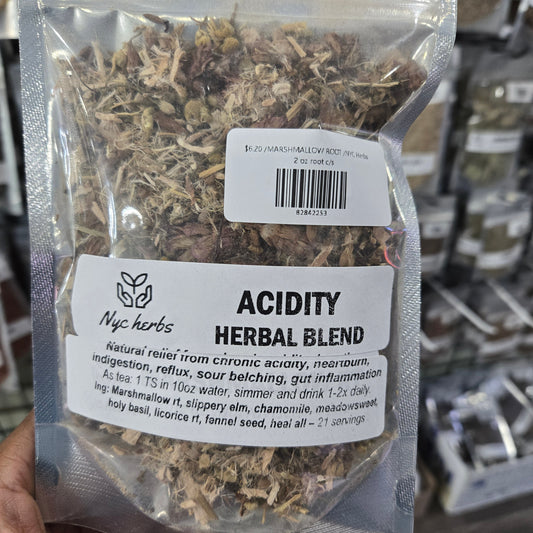 $6.20 /MARSHMALLOW/ ROOT /NYC Herbs
2 oz root c/s
82842253
Nyc herbs
ACIDITY
HERBAL BLEND
Natural relief from chronic acidity, heartburn,
indigestion, reflux, sour belching, gut inflammation
As tea: 1 TS in 10oz water, simmer and drink 1-2x daily.
Ing: Marshmallow rt, slippery elm, chamomile, meadowsweet,
holy basil, licorice rt, fennel seed, heal all – 21 servings